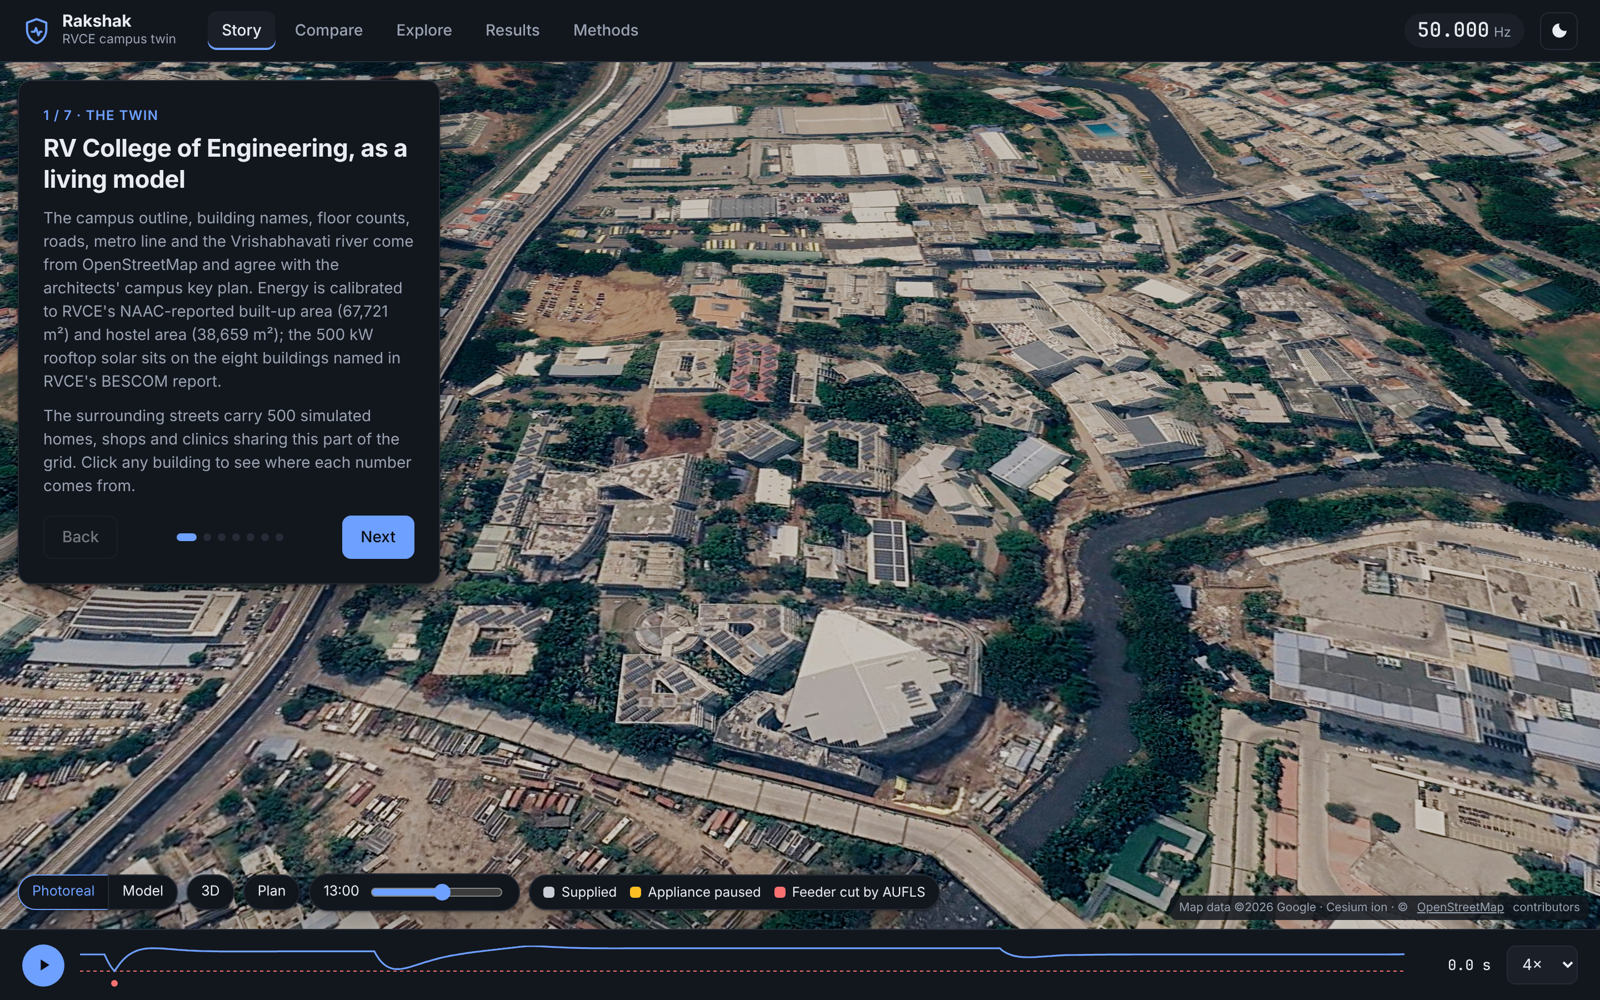 Rakshak
RVCE campus twin
Story
Compare
Explore
Results
Methods
50.000 Hz
1 / 7 · THE TWIN
RV College of Engineering, as a
living model
The campus outline, building names, floor counts,
roads, metro line and the Vrishabhavati river come
from OpenStreetMap and agree with the
architects' campus key plan. Energy is calibrated
to RVCE's NAAC-reported built-up area (67,721
m²) and hostel area (38,659 m²); the 500 kW
rooftop solar sits on the eight buildings named in
RVCE's BESCOM report.
The surrounding streets carry 500 simulated
homes, shops and clinics sharing this part of the
grid. Click any building to see where each number
comes from.
Back
Next
Photoreal
Model
3D
Plan
13:00
Supplied
Appliance paused
Feeder cut by AUFLS
Map data ©2026 Google · Cesium ion · © OpenStreetMap contributors
0.0 s
4×